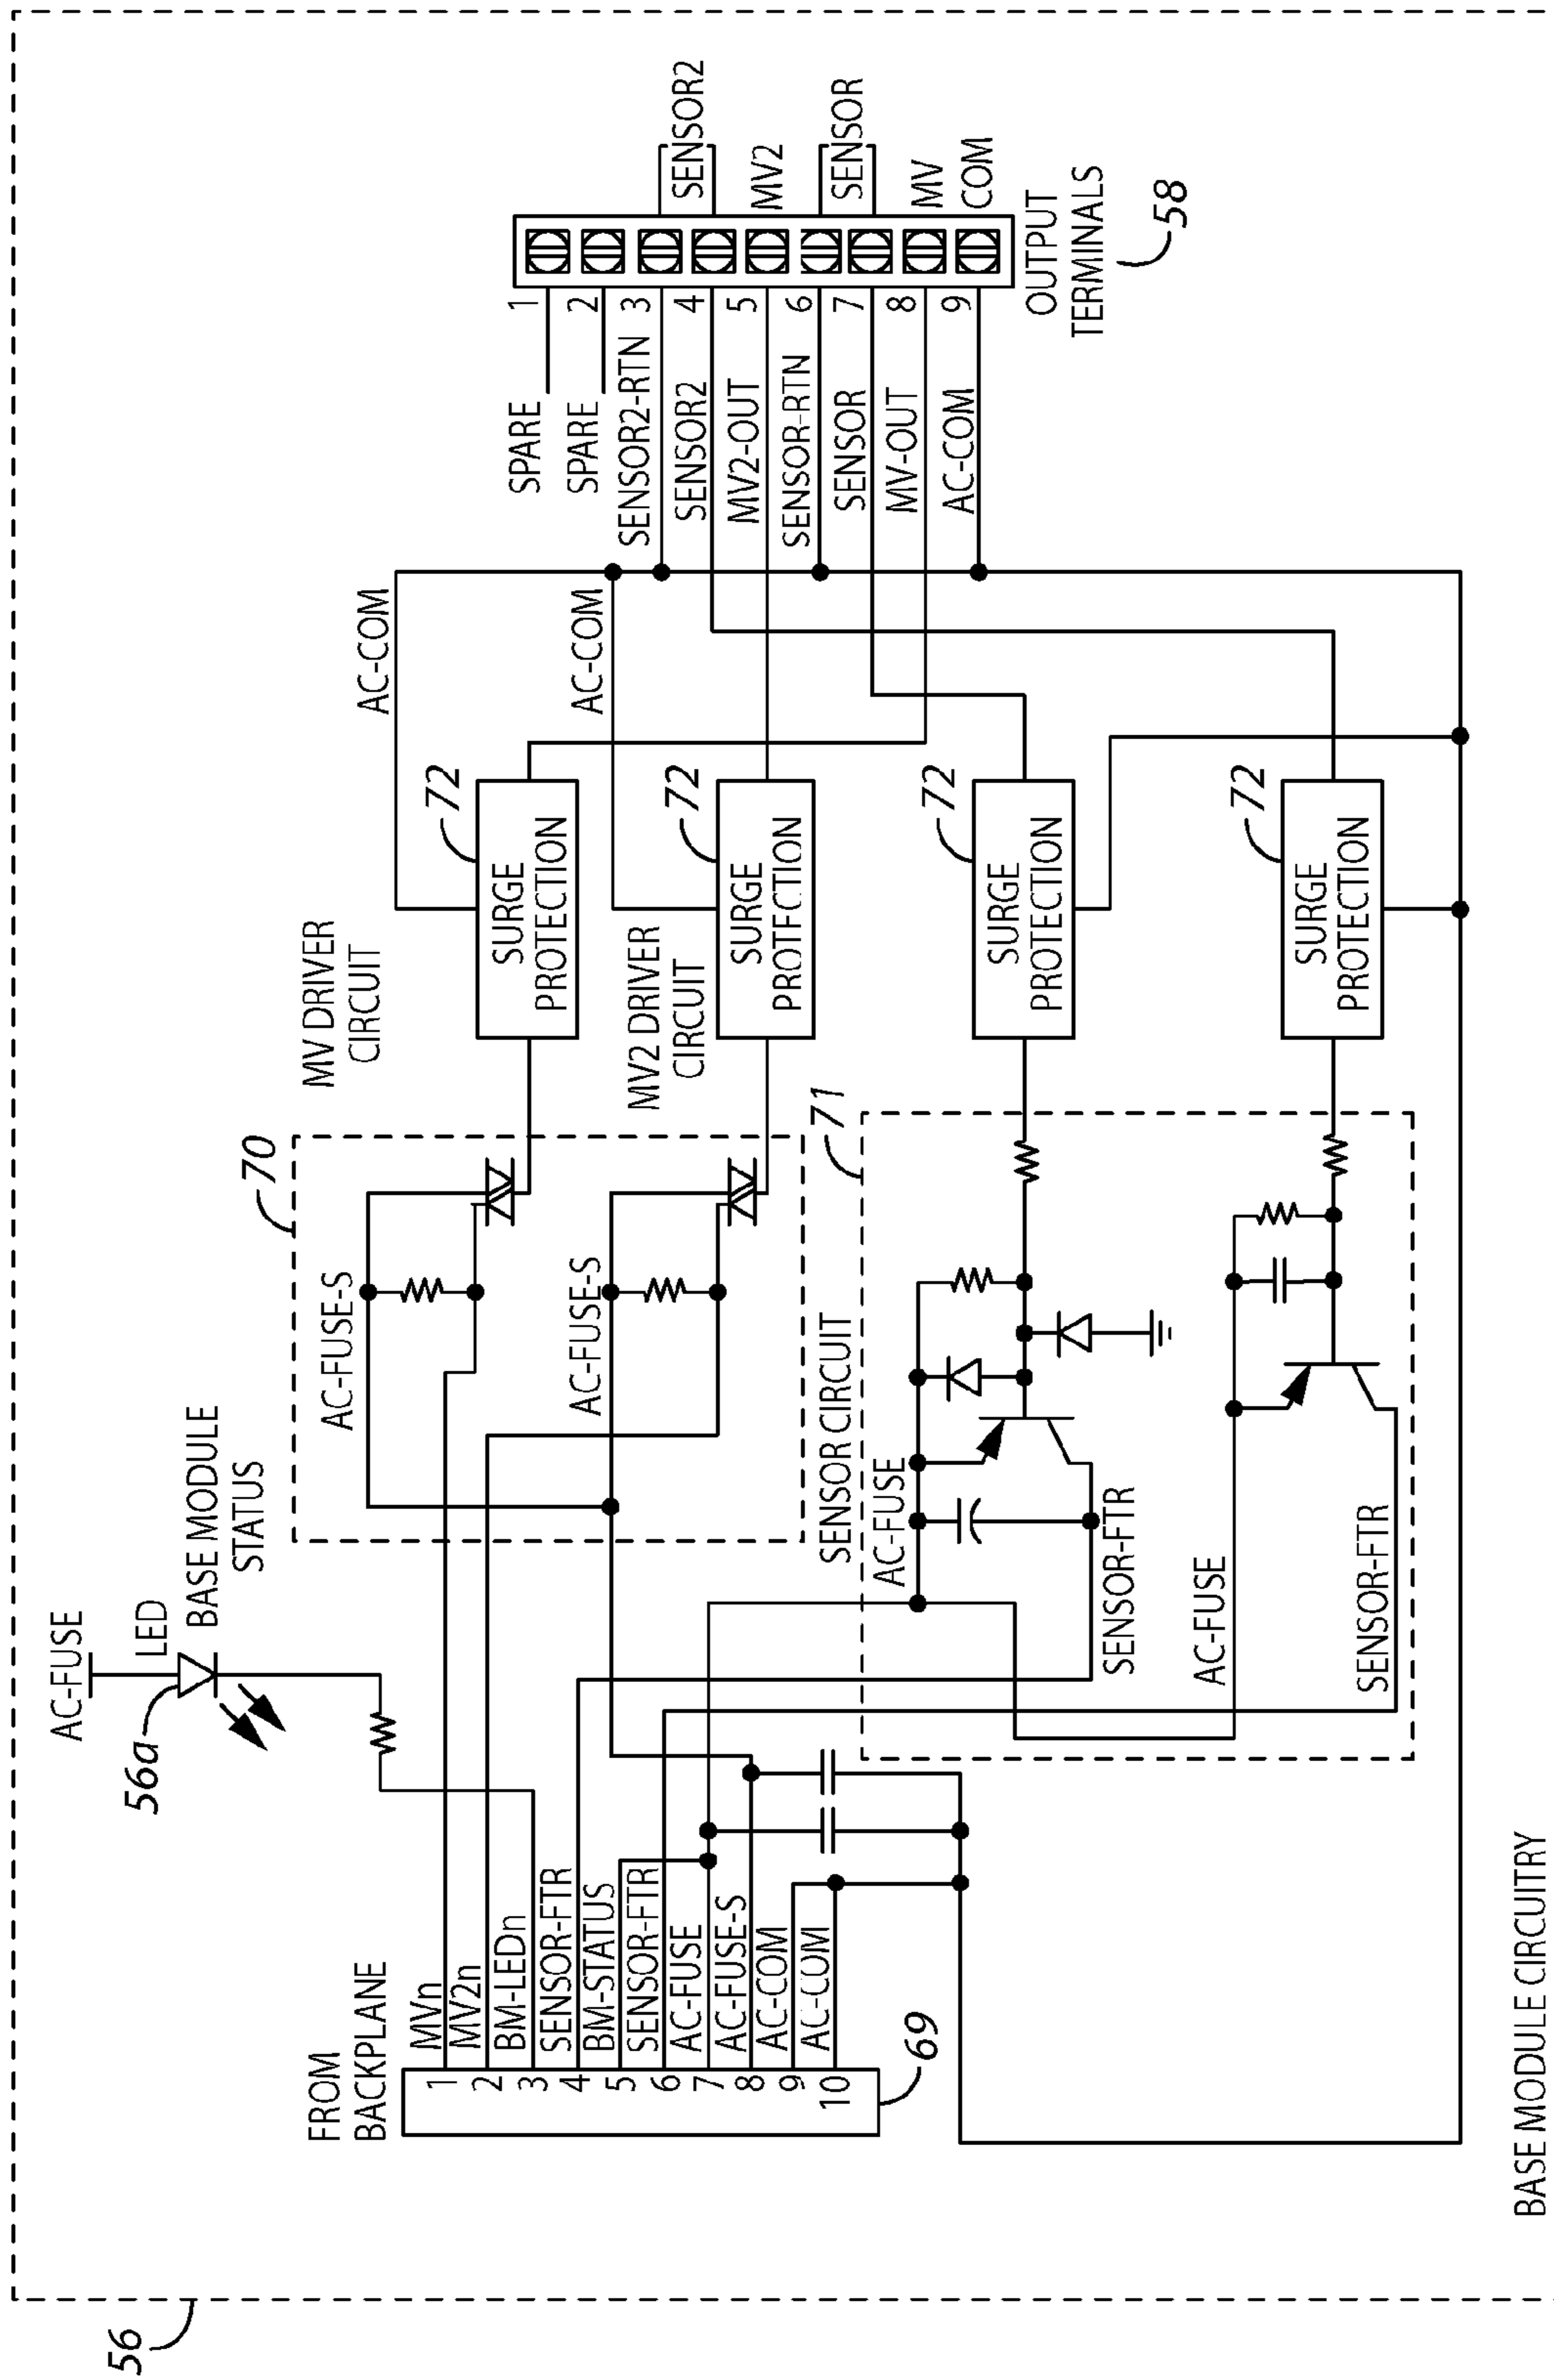 56
AC-FUSE
56a
LED
BASE MODULE
STATUS
FROM
BACKPLANE
1 MVn
2 MV2n
3 BM-LEDn
4 SENSOR-FTR
5 BM-STATUS
6 SENSOR-FTR
7 AC-FUSE
8 AC-FUSE-S
9 AC-COM
10 AC-COM
69
70
AC-FUSE-S
AC-FUSE-S
MV DRIVER
CIRCUIT
MV2 DRIVER
CIRCUIT
SENSOR CIRCUIT
71
AC-FUSE
SENSOR-FTR
AC-FUSE
SENSOR-FTR
72
SURGE
PROTECTION
72
SURGE
PROTECTION
72
SURGE
PROTECTION
72
SURGE
PROTECTION
AC-COM
AC-COM
SPARE 1
SPARE 2
SENSOR2-RTN 3
SENSOR2 4
MV2-OUT 5
SENSOR-RTN 6
SENSOR 7
MV-OUT 8
AC-COM 9
SENSOR2
MV2
SENSOR
MV
COM
OUTPUT
TERMINALS
58
BASE MODULE CIRCUITRY